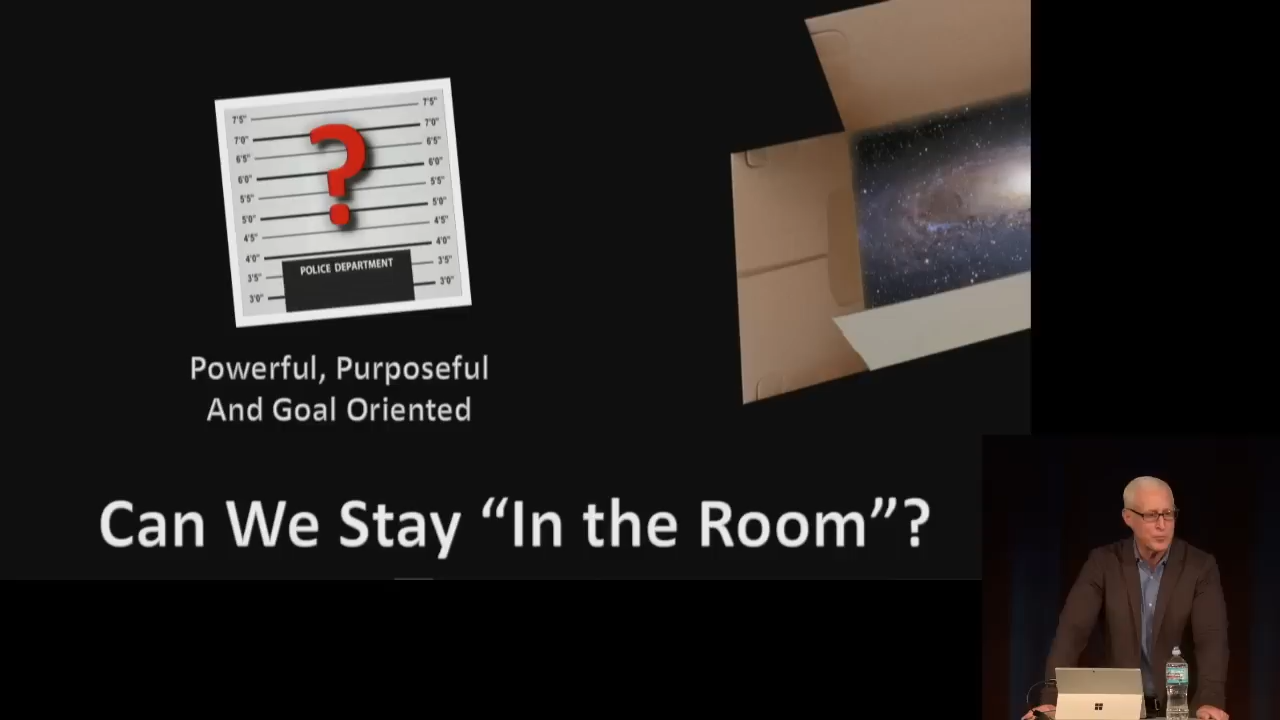 7'5" 7'5"
7'0" 7'0"
6'5" 6'5"
6'0" 6'0"
5'5" 5'5"
5'0" 5'0"
4'5" 4'5"
4'0" 4'0"
3'5" 3'5"
3'0" 3'0"
?
POLICE DEPARTMENT
Powerful, Purposeful
And Goal Oriented
Can We Stay “In the Room”?